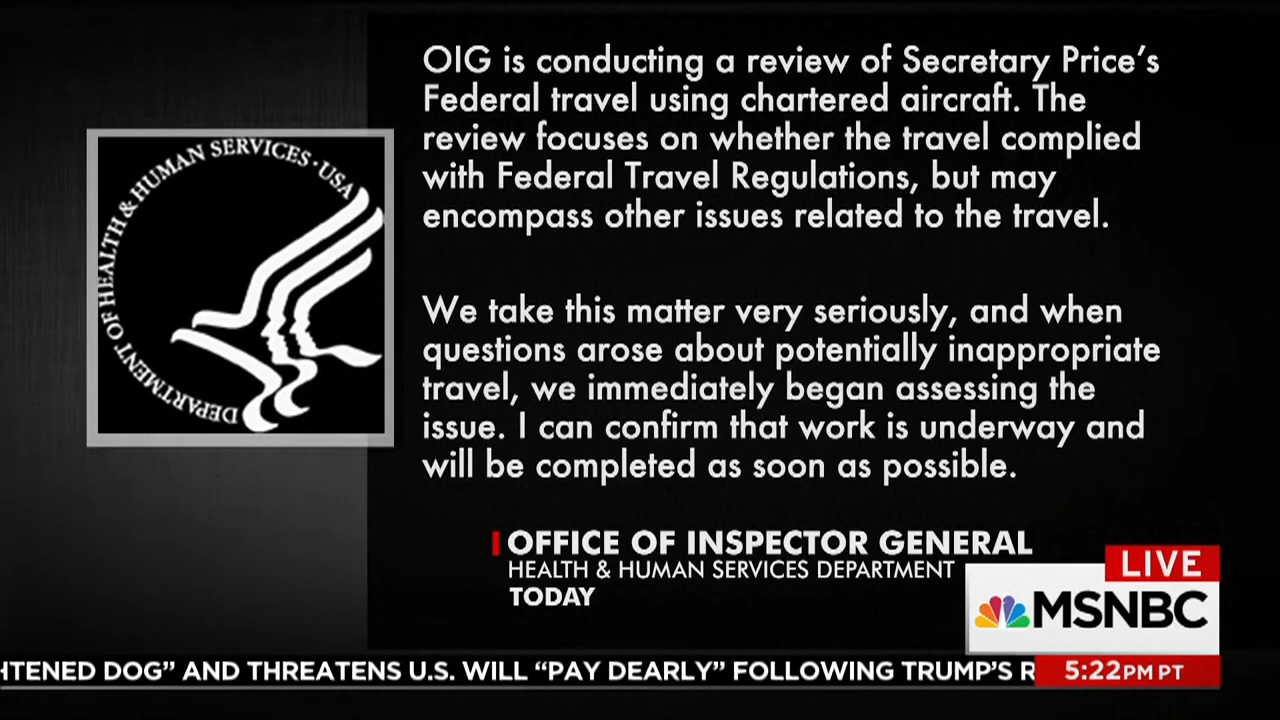 DEPARTMENT OF HEALTH & HUMAN SERVICES · USA
OIG is conducting a review of Secretary Price's
Federal travel using chartered aircraft. The
review focuses on whether the travel complied
with Federal Travel Regulations, but may
encompass other issues related to the travel.
We take this matter very seriously, and when
questions arose about potentially inappropriate
travel, we immediately began assessing the
issue. I can confirm that work is underway and
will be completed as soon as possible.
OFFICE OF INSPECTOR GENERAL
HEALTH & HUMAN SERVICES DEPARTMENT
TODAY
LIVE
MSNBC
HTENED DOG” AND THREATENS U.S. WILL “PAY DEARLY” FOLLOWING TRUMP'S R
5:22PM PT